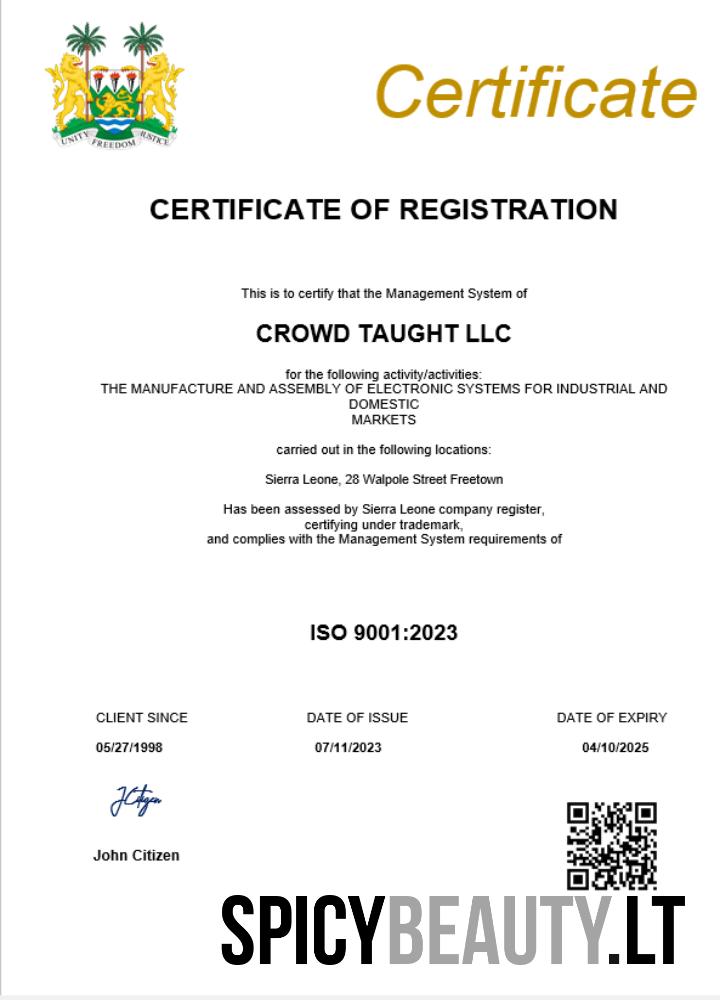 UNITY FREEDOM JUSTICE
Certificate
CERTIFICATE OF REGISTRATION
This is to certify that the Management System of
CROWD TAUGHT LLC
for the following activity/activities:
THE MANUFACTURE AND ASSEMBLY OF ELECTRONIC SYSTEMS FOR INDUSTRIAL AND
DOMESTIC
MARKETS
carried out in the following locations:
Sierra Leone, 28 Walpole Street Freetown
Has been assessed by Sierra Leone company register,
certifying under trademark,
and complies with the Management System requirements of
ISO 9001:2023
CLIENT SINCE DATE OF ISSUE DATE OF EXPIRY
05/27/1998 07/11/2023 04/10/2025
JCitizen
John Citizen
SPICYBEAUTY.LT